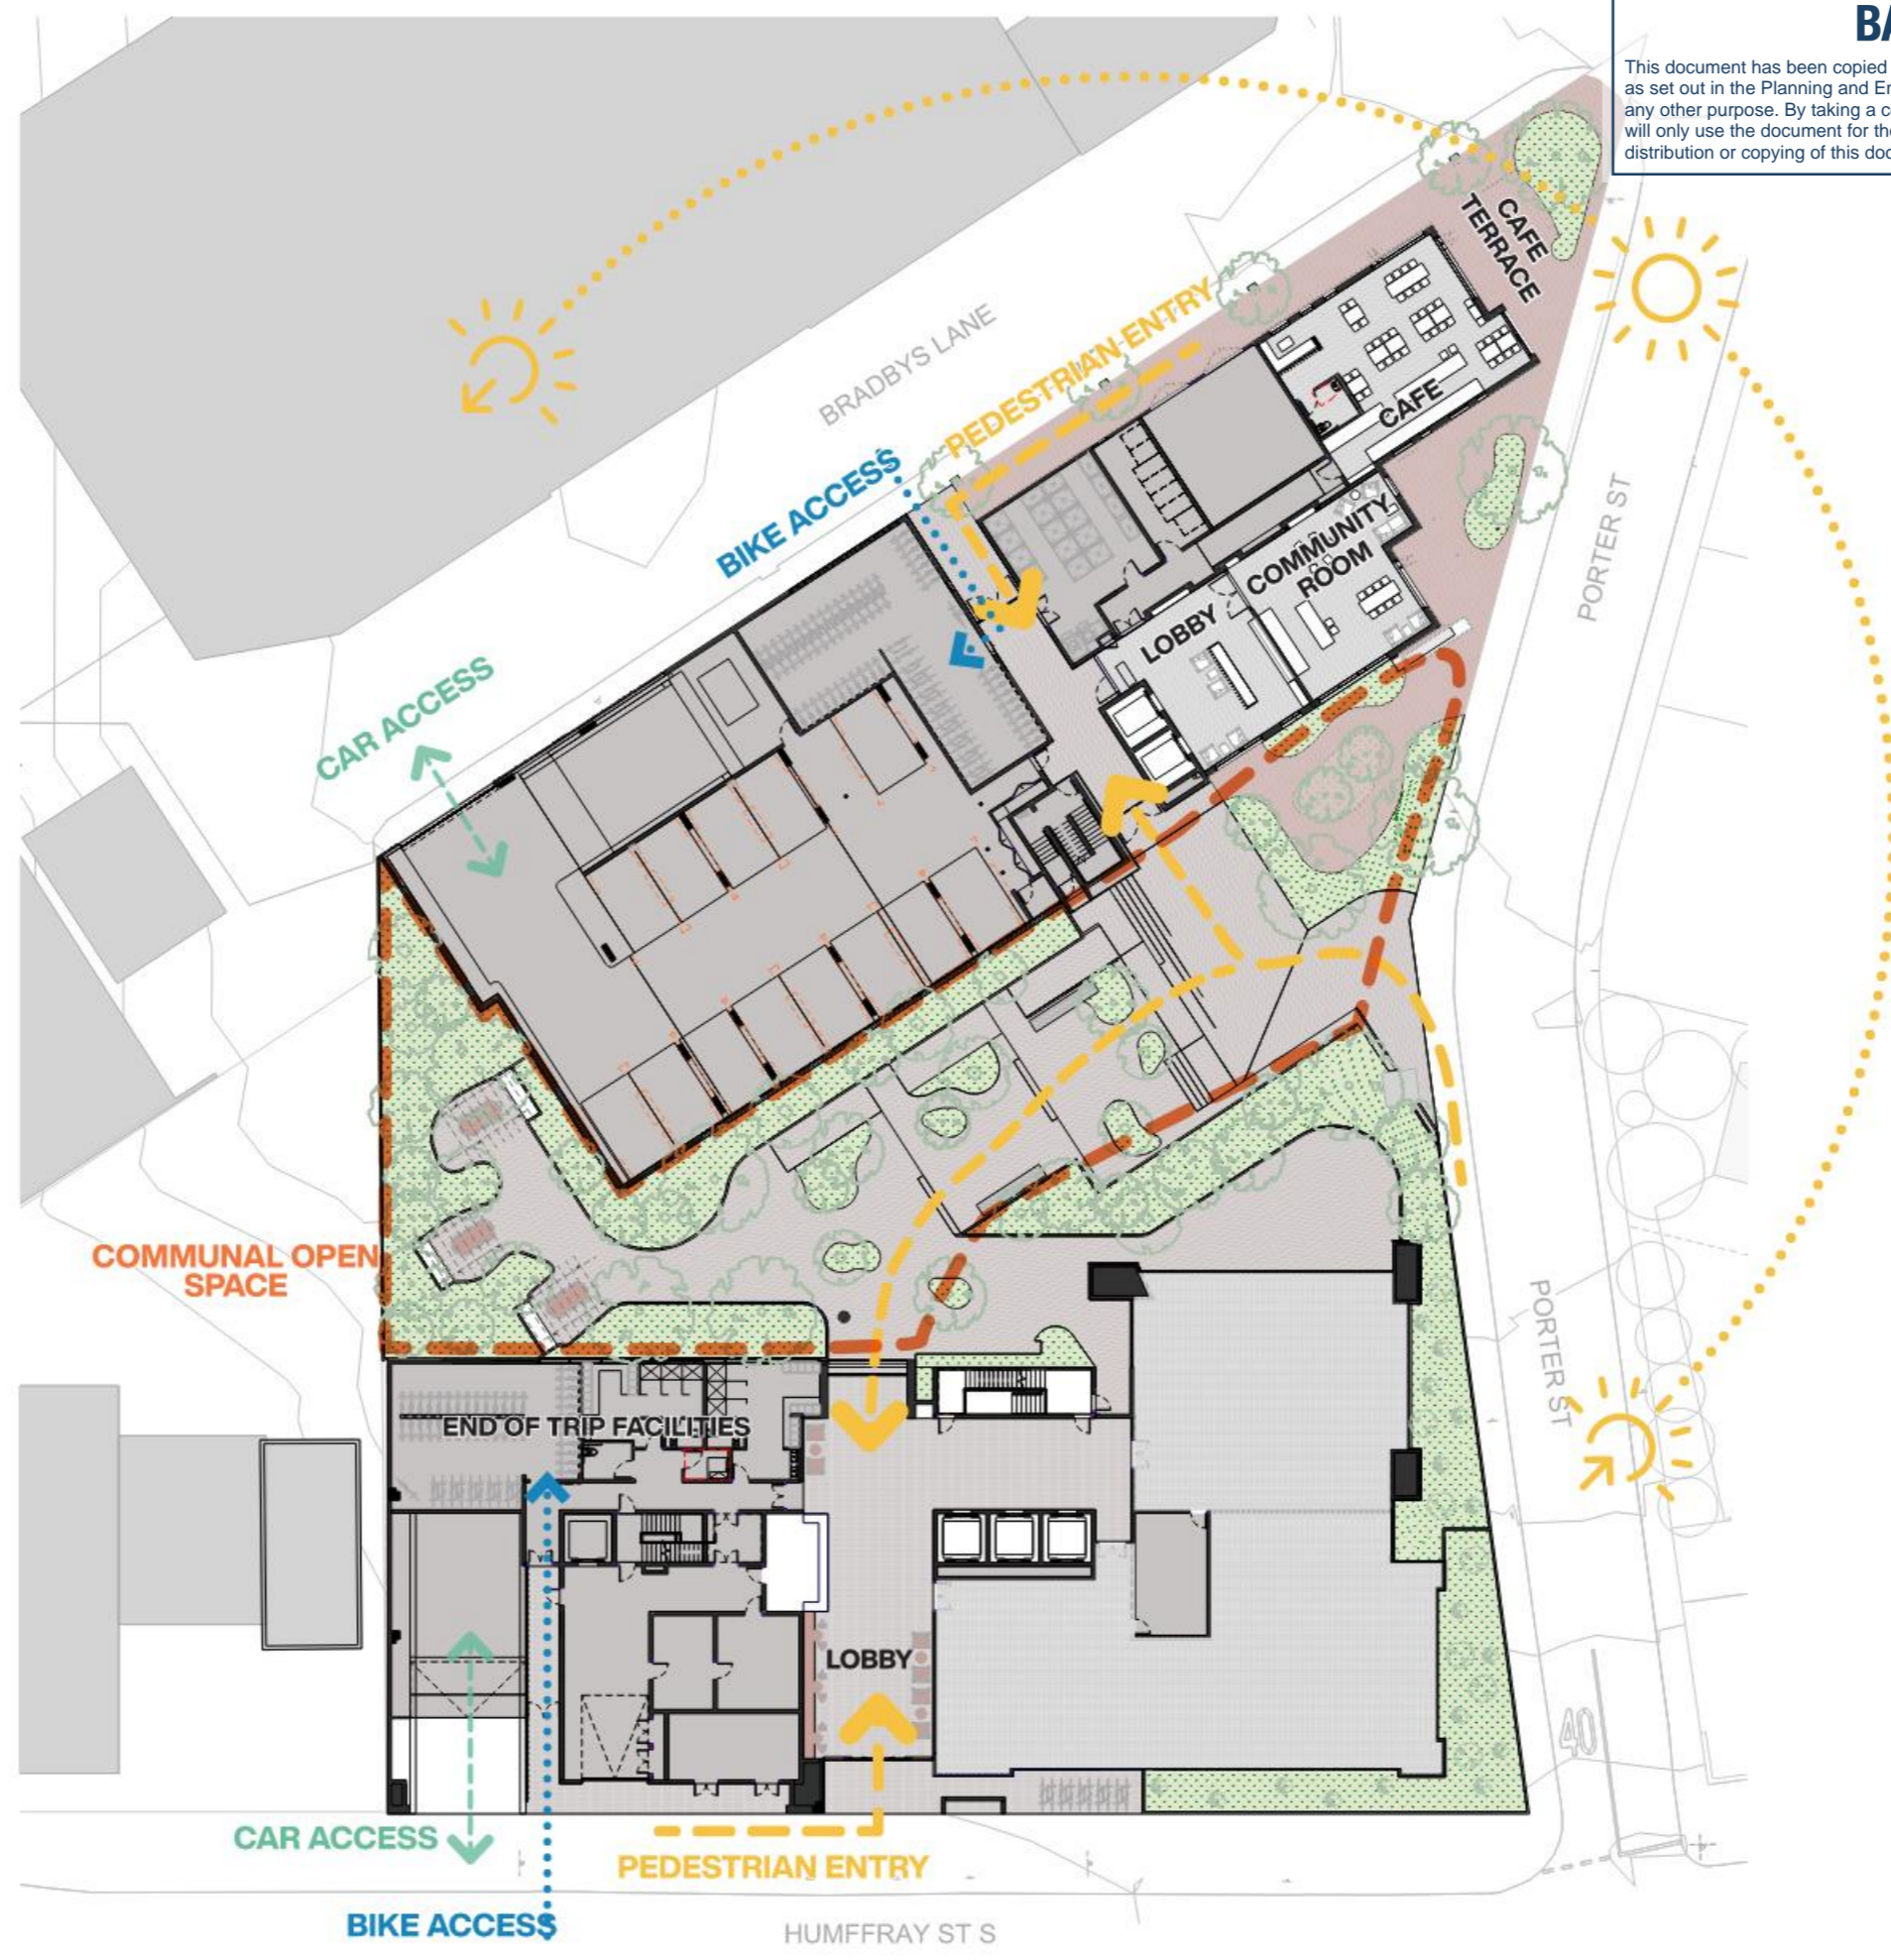 BA
This document has been copied
as set out in the Planning and En
any other purpose. By taking a c
will only use the document for the
distribution or copying of this doc
CAFE
TERRACE
PEDESTRIAN ENTRY
BRADBYS LANE
CAFE
BIKE ACCESS
COMMUNITY
ROOM
PORTER ST
LOBBY
CAR ACCESS
COMMUNAL OPEN
SPACE
PORTER ST
END OF TRIP FACILITIES
LOBBY
40
CAR ACCESS
PEDESTRIAN ENTRY
BIKE ACCESS
HUMFFRAY ST S